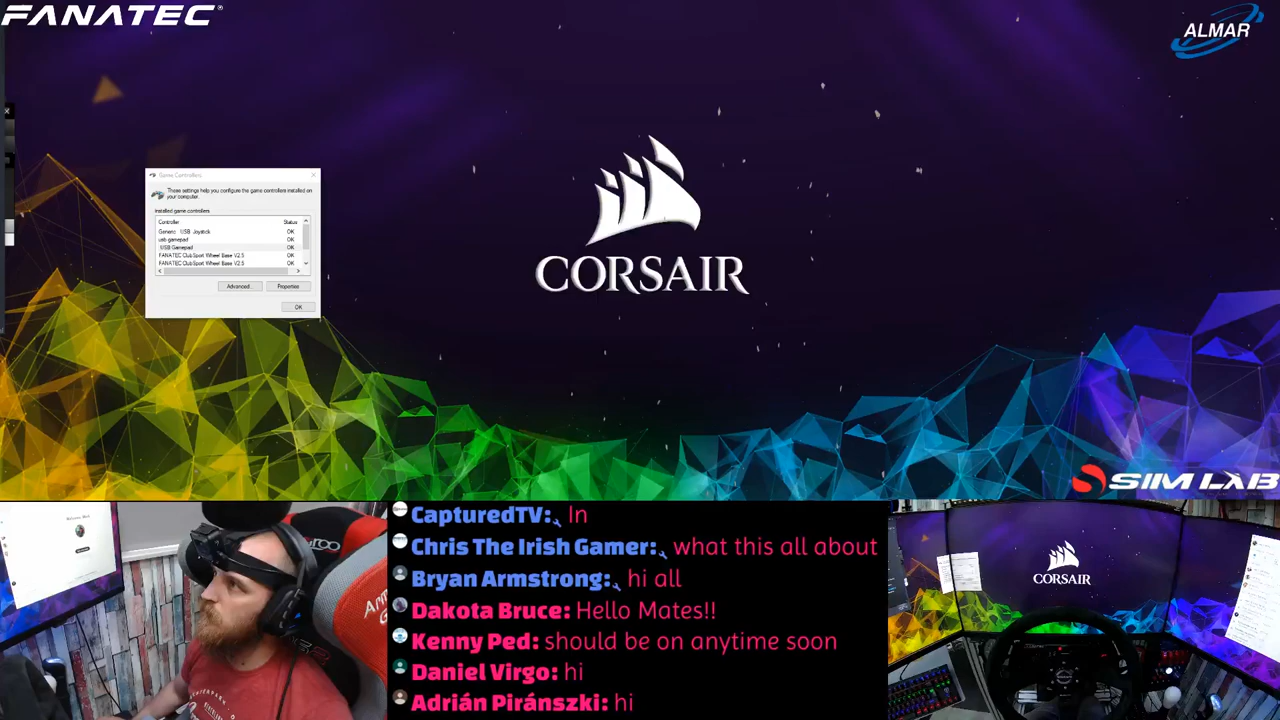 FANATEC®
ALMAR
Game Controllers
These settings help you configure the game controllers installed on
your computer.
Installed game controllers
Controller Status
Generic USB Joystick OK
usb gamepad OK
USB Gamepad OK
FANATEC ClubSport Wheel Base V2.5 OK
FANATEC ClubSport Wheel Base V2.5 OK
Advanced... Properties
OK
CORSAIR
SIM LAB
CapturedTV: In
Chris The Irish Gamer: what this all about
Bryan Armstrong: hi all
Dakota Bruce: Hello Mates!!
Kenny Ped: should be on anytime soon
Daniel Virgo: hi
Adrián Piránszki: hi
CORSAIR